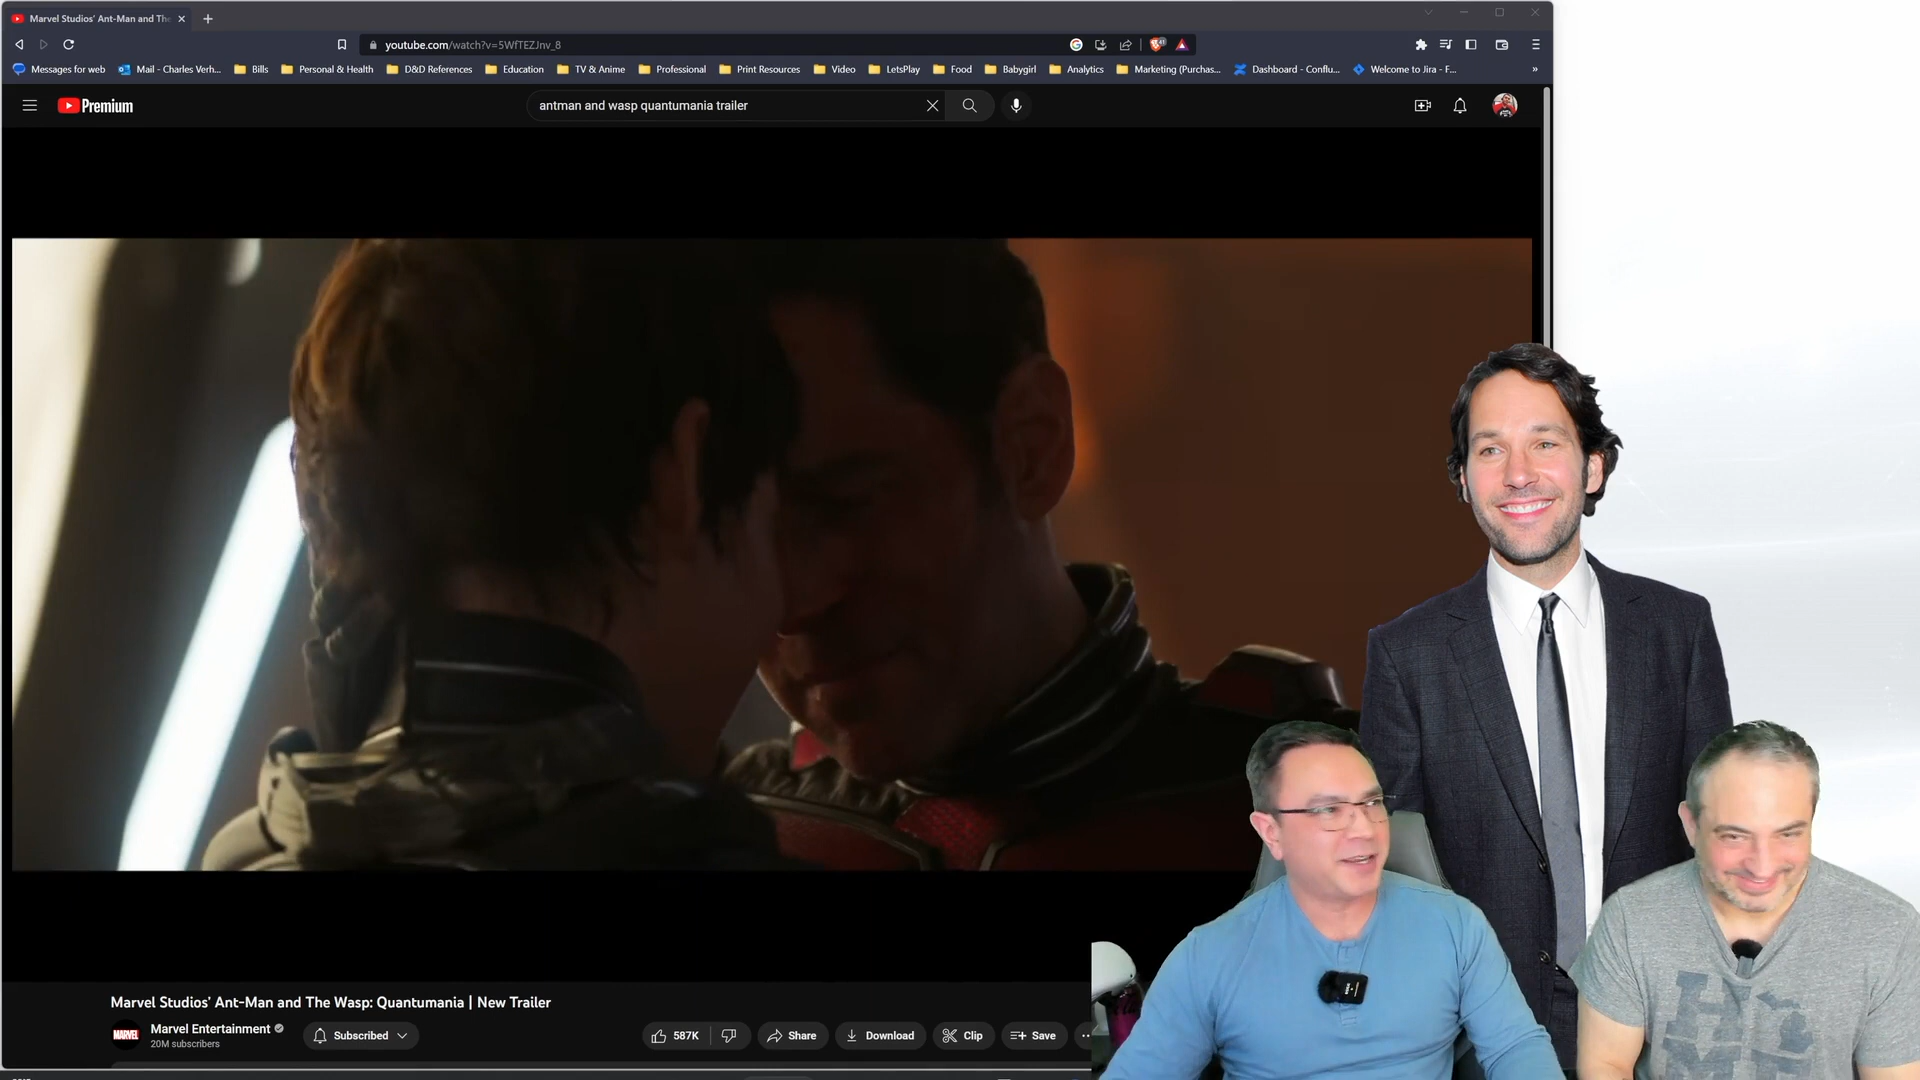 Marvel Studios' Ant-Man and The
youtube.com/watch?v=5WfTEZJnv_8
Messages for web
Mail - Charles Verh...
Bills
Personal & Health
D&D References
Education
TV & Anime
Professional
Print Resources
Video
LetsPlay
Food
Babygirl
Analytics
Marketing (Purchas...
Dashboard - Conflu...
Welcome to Jira - F...
»
Premium
antman and wasp quantumania trailer
Marvel Studios' Ant-Man and The Wasp: Quantumania | New Trailer
MARVEL
Marvel Entertainment
20M subscribers
Subscribed
587K
Share
Download
Clip
Save